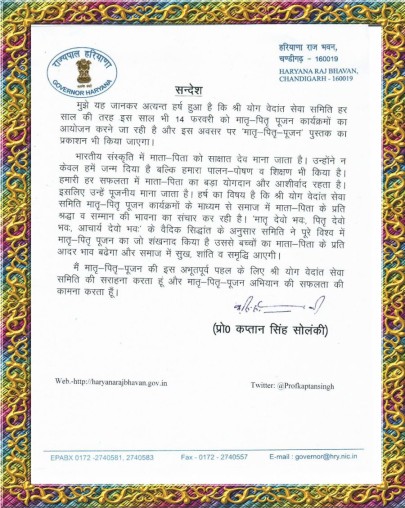 राज्यपाल हरियाणा
GOVERNOR HARYANA
हरियाणा राज भवन,
चण्डीगढ़ - 160019
HARYANA RAJ BHAVAN,
CHANDIGARH - 160019
सन्देश
मुझे यह जानकर अत्यन्त हर्ष हुआ है कि श्री योग वेदांत सेवा समिति हर
साल की तरह इस साल भी 14 फरवरी को मातृ-पितृ पूजन कार्यक्रमों का
आयोजन करने जा रही है और इस अवसर पर 'मातृ-पितृ-पूजन' पुस्तक का
प्रकाशन भी किया जाएगा।
भारतीय संस्कृति में माता-पिता को साक्षात देव माना जाता है। उन्होंने न
केवल हमें जन्म दिया है बल्कि हमारा पालन-पोषण व शिक्षण भी किया है।
हमारी हर सफलता में माता-पिता का बड़ा योगदान और आशीर्वाद रहता है।
इसलिए उन्हें पूजनीय माना जाता है। हर्ष का विषय है कि श्री योग वेदांत सेवा
समिति मातृ-पितृ पूजन कार्यक्रमों के माध्यम से समाज में माता-पिता के प्रति
श्रद्धा व सम्मान की भावना का संचार कर रही है। 'मातृ देवो भवः, पितृ देवो
भवः, आचार्य देवो भवः' के वैदिक सिद्धांत के अनुसार समिति ने पूरे विश्व में
मातृ-पितृ पूजन का जो शंखनाद किया है उससे बच्चों का माता-पिता के प्रति
आदर भाव बढेगा और समाज में सुख, शांति व समृद्धि आएगी।
मैं मातृ-पितृ-पूजन की इस अभूतपूर्व पहल के लिए श्री योग वेदांत सेवा
समिति की सराहना करता हूं और मातृ-पितृ-पूजन अभियान की सफलता की
कामना करता हूँ।
(प्रो0 कप्तान सिंह सोलंकी)
Web.-http://haryanarajbhavan.gov.in Twitter: @Profkaptansingh
EPABX 0172 -2740581, 2740583 Fax - 0172 - 2740557 E-mail : governor@hry.nic.in